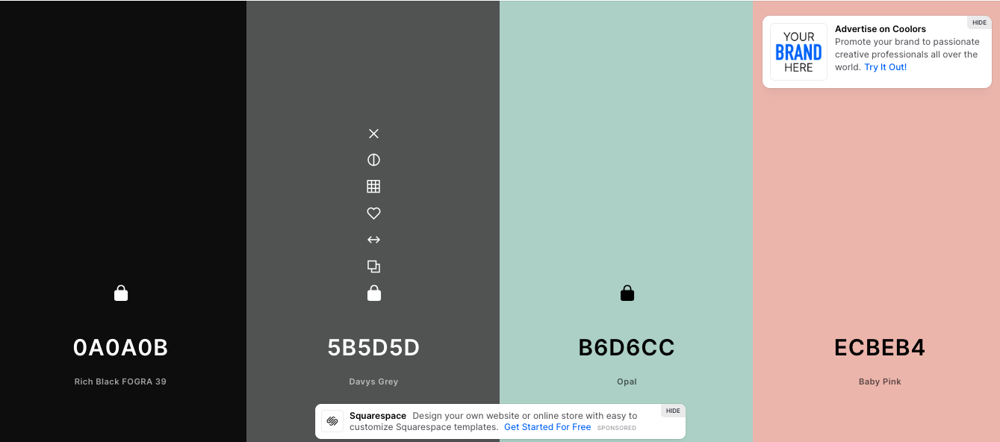 HIDE
YOUR
BRAND
HERE
Advertise on Coolors
Promote your brand to passionate
creative professionals all over the
world. Try It Out!
0A0A0B
Rich Black FOGRA 39
5B5D5D
Davys Grey
B6D6CC
Opal
ECBEB4
Baby Pink
Squarespace Design your own website or online store with easy to
customize Squarespace templates. Get Started For Free SPONSORED
HIDE